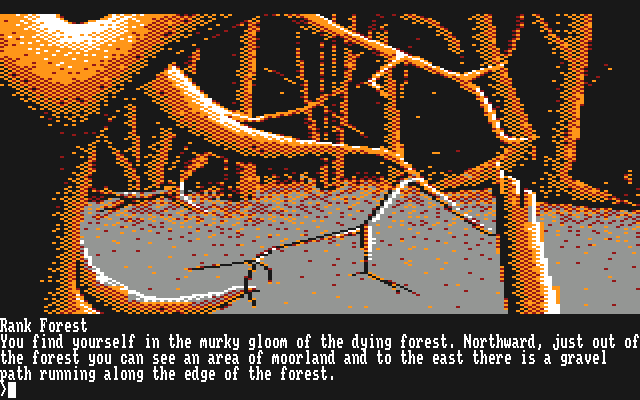 Rank Forest
You find yourself in the murky gloom of the dying forest. Northward, just out of
the forest you can see an area of moorland and to the east there is a gravel
path running along the edge of the forest.
>